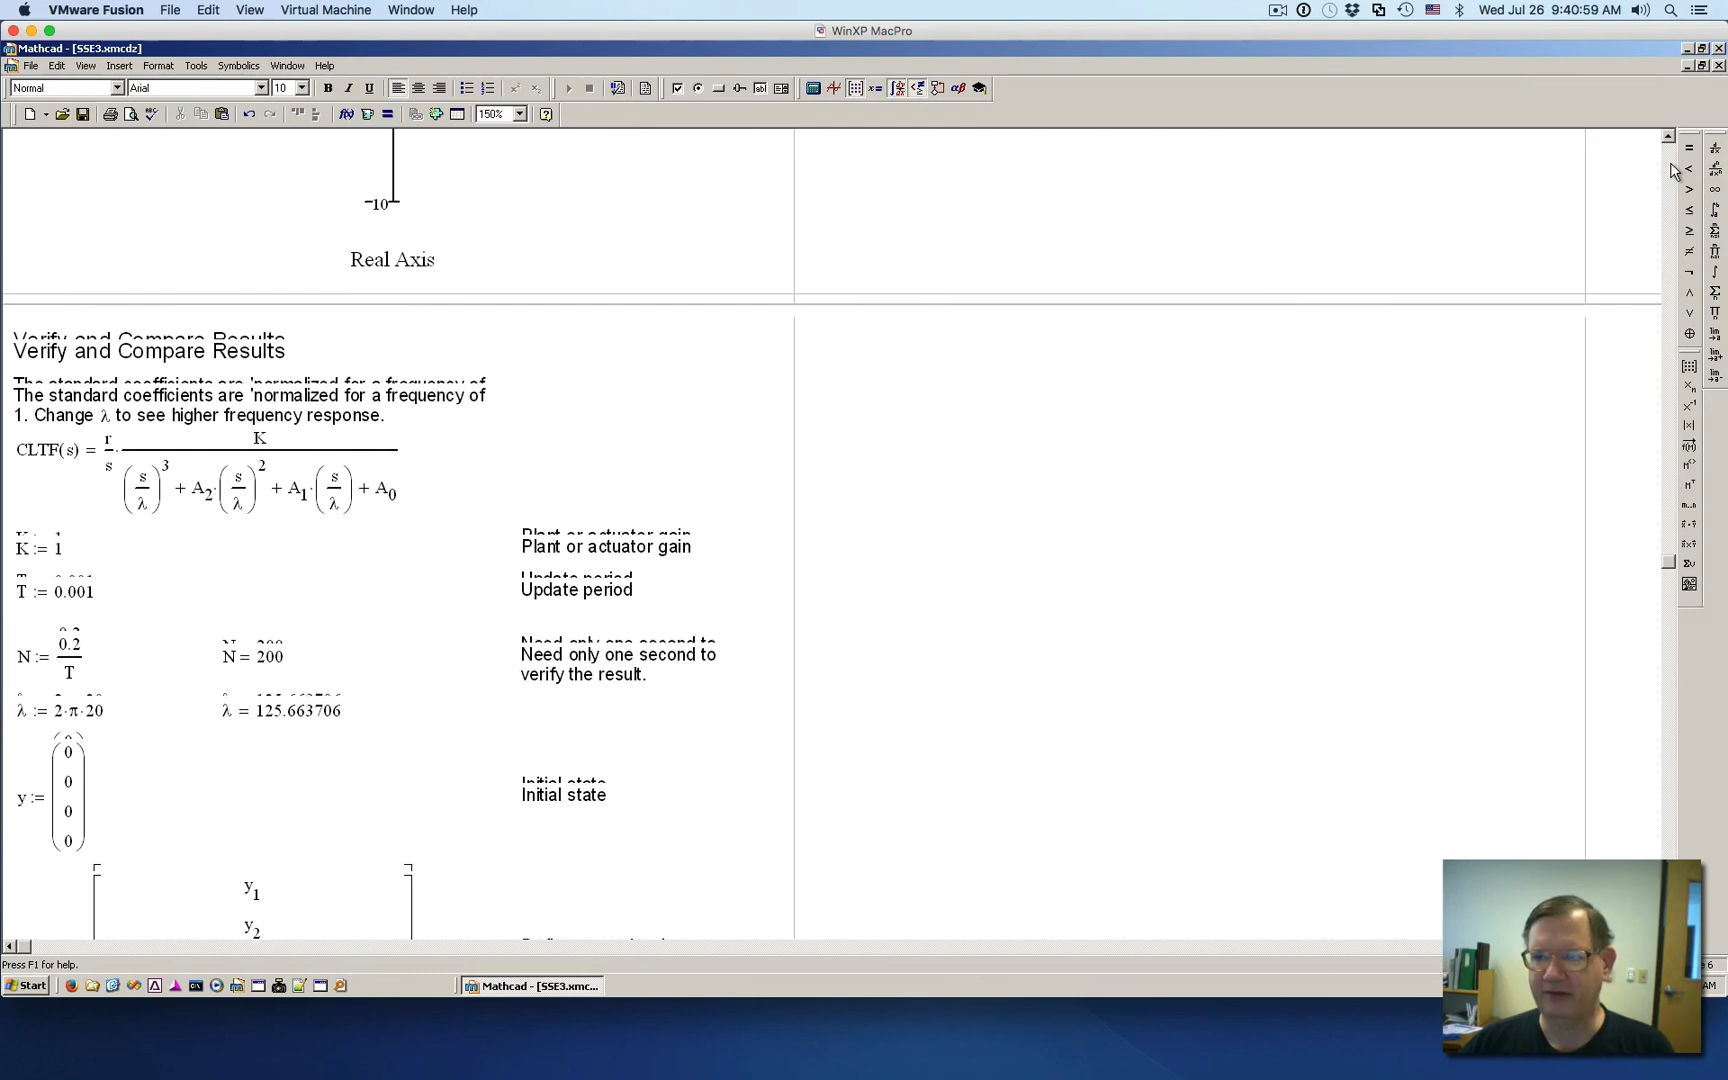 VMware Fusion File Edit View Virtual Machine Window Help Wed Jul 26 9:40:59 AM
WinXP MacPro
Mathcad - [SSE3.xmcdz]
File Edit View Insert Format Tools Symbolics Window Help
Normal Arial 10 B I U
150%
-10
Real Axis
Verify and Compare Results
The standard coefficients are 'normalized for a frequency of
1. Change λ to see higher frequency response.
CLTF(s) = r/s · K / ((s/λ)^3 + A2·(s/λ)^2 + A1·(s/λ) + A0)
K := 1 Plant or actuator gain
T := 0.001 Update period
N := 0.2/T N = 200 Need only one second to
verify the result.
λ := 2·π·20 λ = 125.663706
y := (0 0 0 0) Initial state
y1
y2
Press F1 for help.
Start Mathcad - [SSE3.xmc...